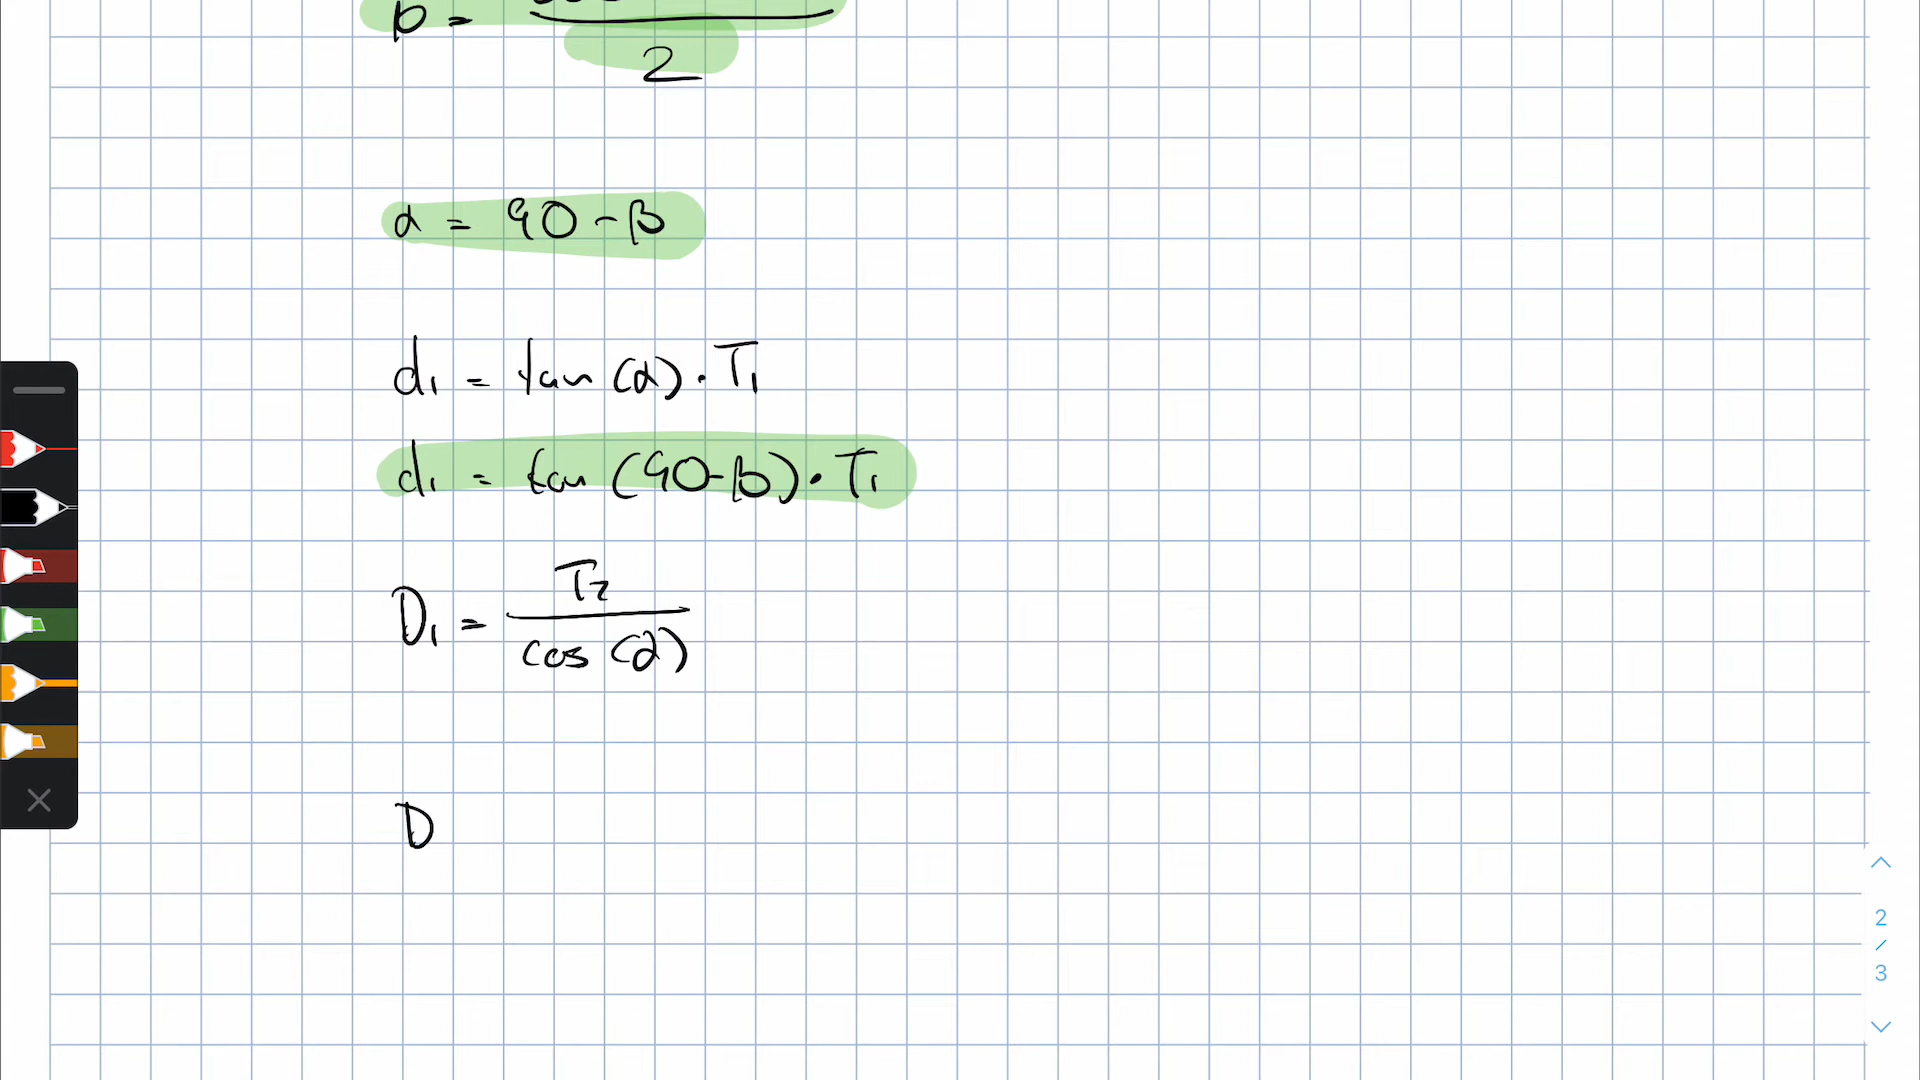 β =
2
α = 90 - β
d₁ = tan (α) · T₁
d₁ = tan (90-β) · T₁
D₁ = T₂ / cos (α)
D
2
/
3